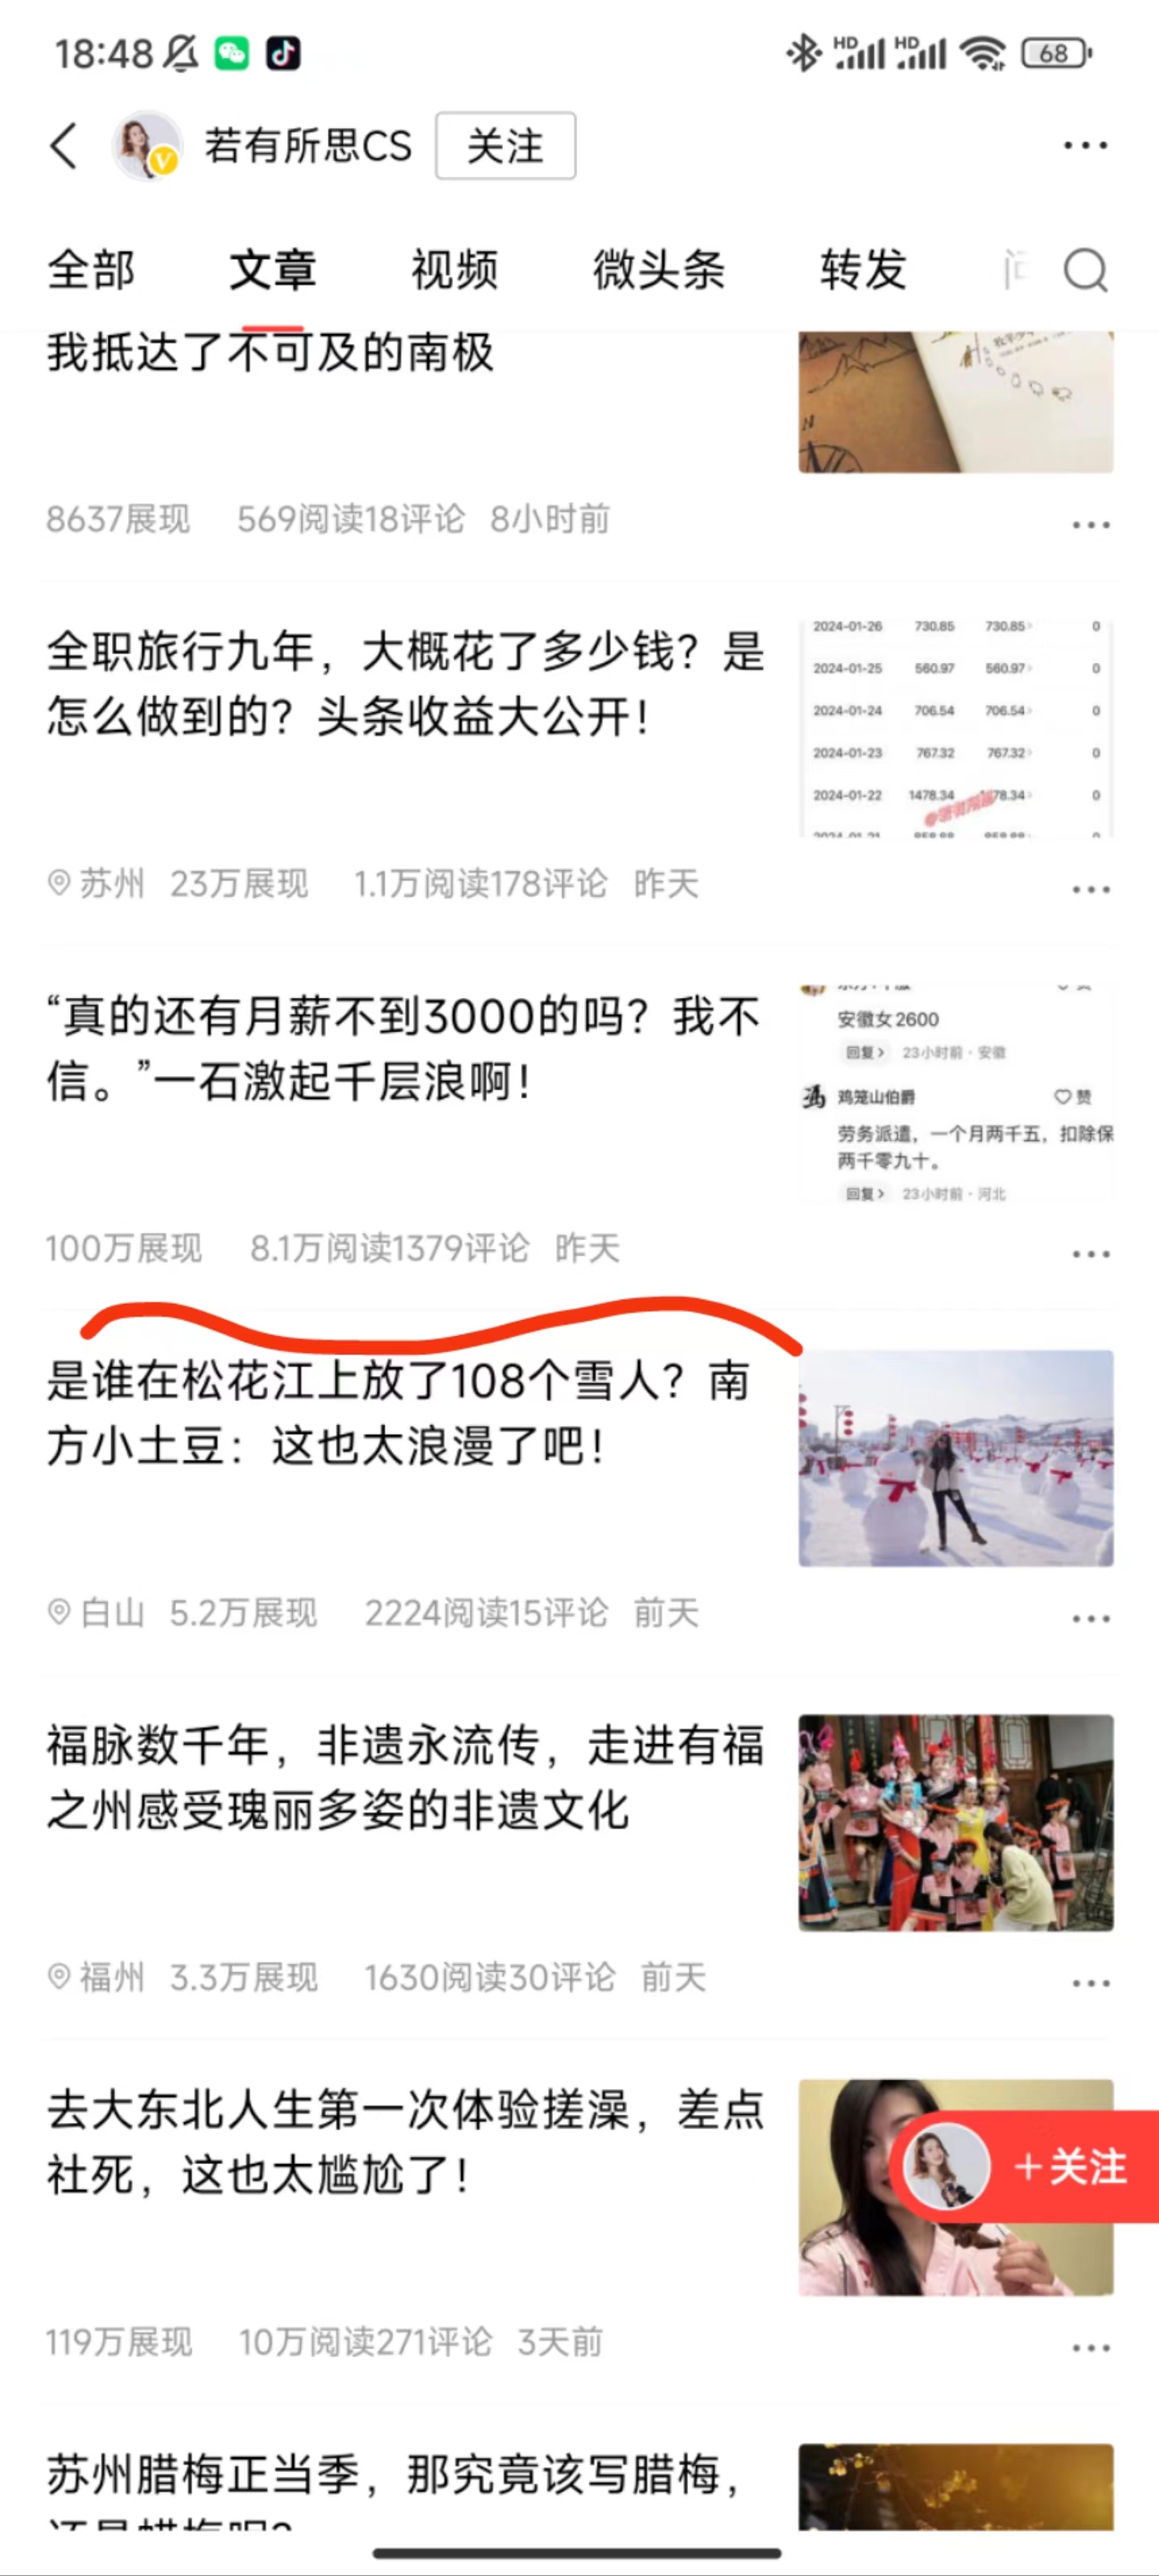 18:48
HD HD 68
若有所思CS 关注
全部 文章 视频 微头条 转发
我抵达了不可及的南极
8637展现 569阅读18评论 8小时前
全职旅行九年，大概花了多少钱？是
怎么做到的？头条收益大公开！
2024-01-26 730.85 730.85 0
2024-01-25 560.97 560.97 0
2024-01-24 706.54 706.54 0
2024-01-23 767.32 767.32 0
2024-01-22 1478.34 78.34 0
苏州 23万展现 1.1万阅读178评论 昨天
“真的还有月薪不到3000的吗？我不
信。”一石激起千层浪啊！
安徽女2600
回复 23小时前·安徽
鸡笼山伯爵 赞
劳务派遣，一个月两千五，扣除保
两千零九十。
回复 23小时前·河北
100万展现 8.1万阅读1379评论 昨天
是谁在松花江上放了108个雪人？南
方小土豆：这也太浪漫了吧！
白山 5.2万展现 2224阅读15评论 前天
福脉数千年，非遗永流传，走进有福
之州感受瑰丽多姿的非遗文化
福州 3.3万展现 1630阅读30评论 前天
去大东北人生第一次体验搓澡，差点
社死，这也太尴尬了！
+关注
119万展现 10万阅读271评论 3天前
苏州腊梅正当季，那究竟该写腊梅，